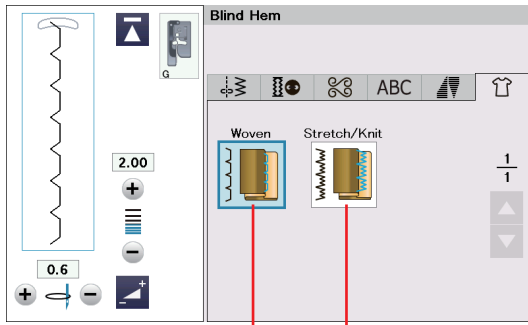 Blind Hem
G
ABC
Woven
Stretch/Knit
2.00
1
1
0.6